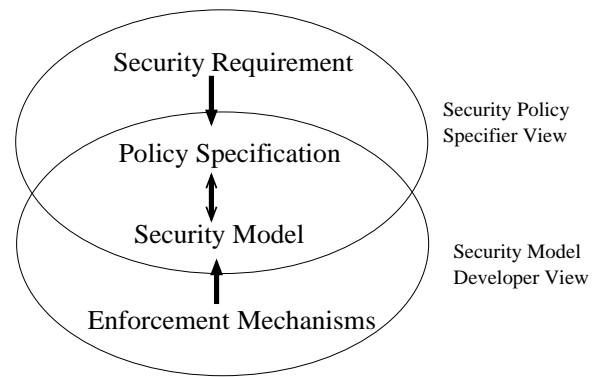 Security Requirement
Security Policy
Specifier View
Policy Specification
Security Model
Security Model
Developer View
Enforcement Mechanisms